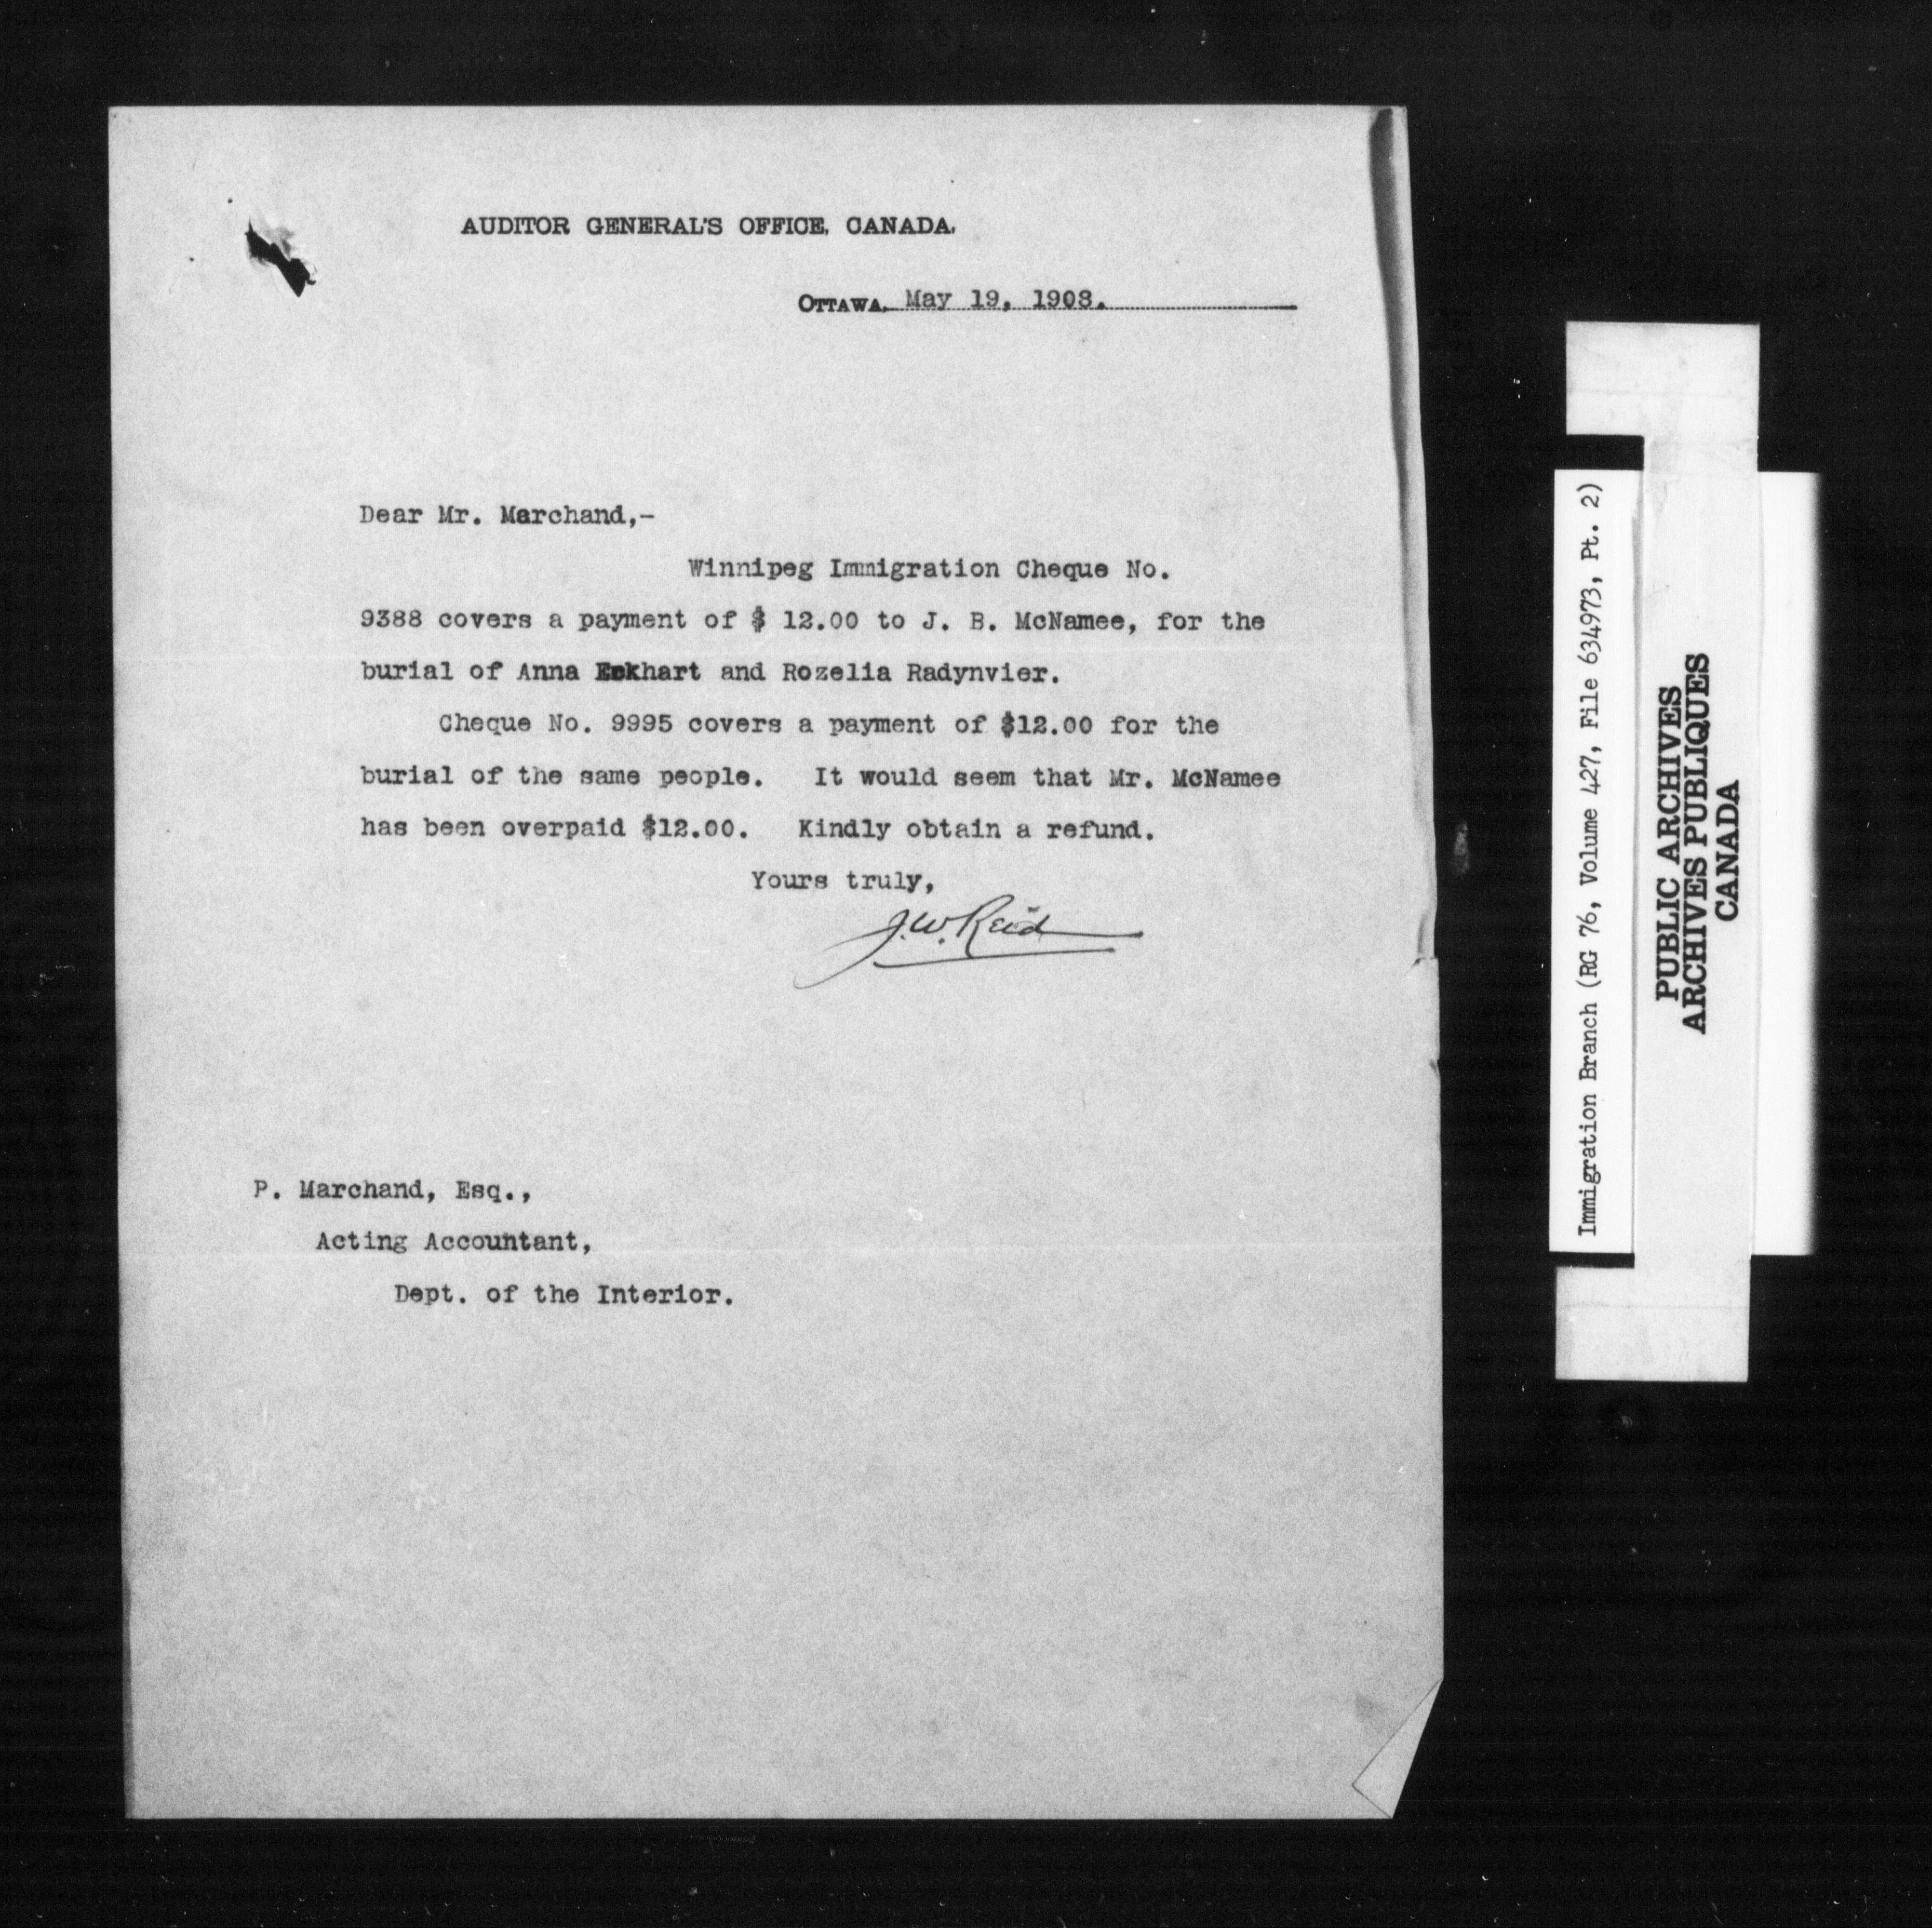 AUDITOR GENERAL'S OFFICE, CANADA.
OTTAWA, May 19, 1908.
Dear Mr. Marchand,-
Winnipeg Immigration Cheque No.
9388 covers a payment of $ 12.00 to J. B. McNamee, for the
burial of Anna Eckhart and Rozelia Radynvier.
Cheque No. 9995 covers a payment of $12.00 for the
burial of the same people. It would seem that Mr. McNamee
has been overpaid $12.00. Kindly obtain a refund.
Yours truly,
J.W. Reid
P. Marchand, Esq.,
Acting Accountant,
Dept. of the Interior.
Immigration Branch (RG 76, Volume 427, File 634973, Pt. 2)
PUBLIC ARCHIVES
ARCHIVES PUBLIQUES
CANADA